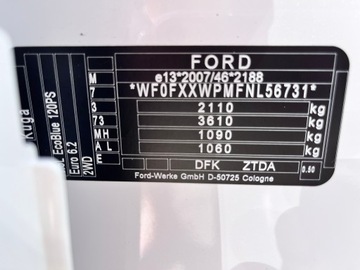 FORD
M e13*2007/46*2188
7 *WF0FXXWPMFNL56731*
3 2110 kg
73 3610 kg
MH 1090 kg
AL 1060 kg
E
DFK ZTDA 0.50
Ford-Werke GmbH D-50725 Cologne
Kuga
L EcoBlue 120PS
Euro 6.2
2WD